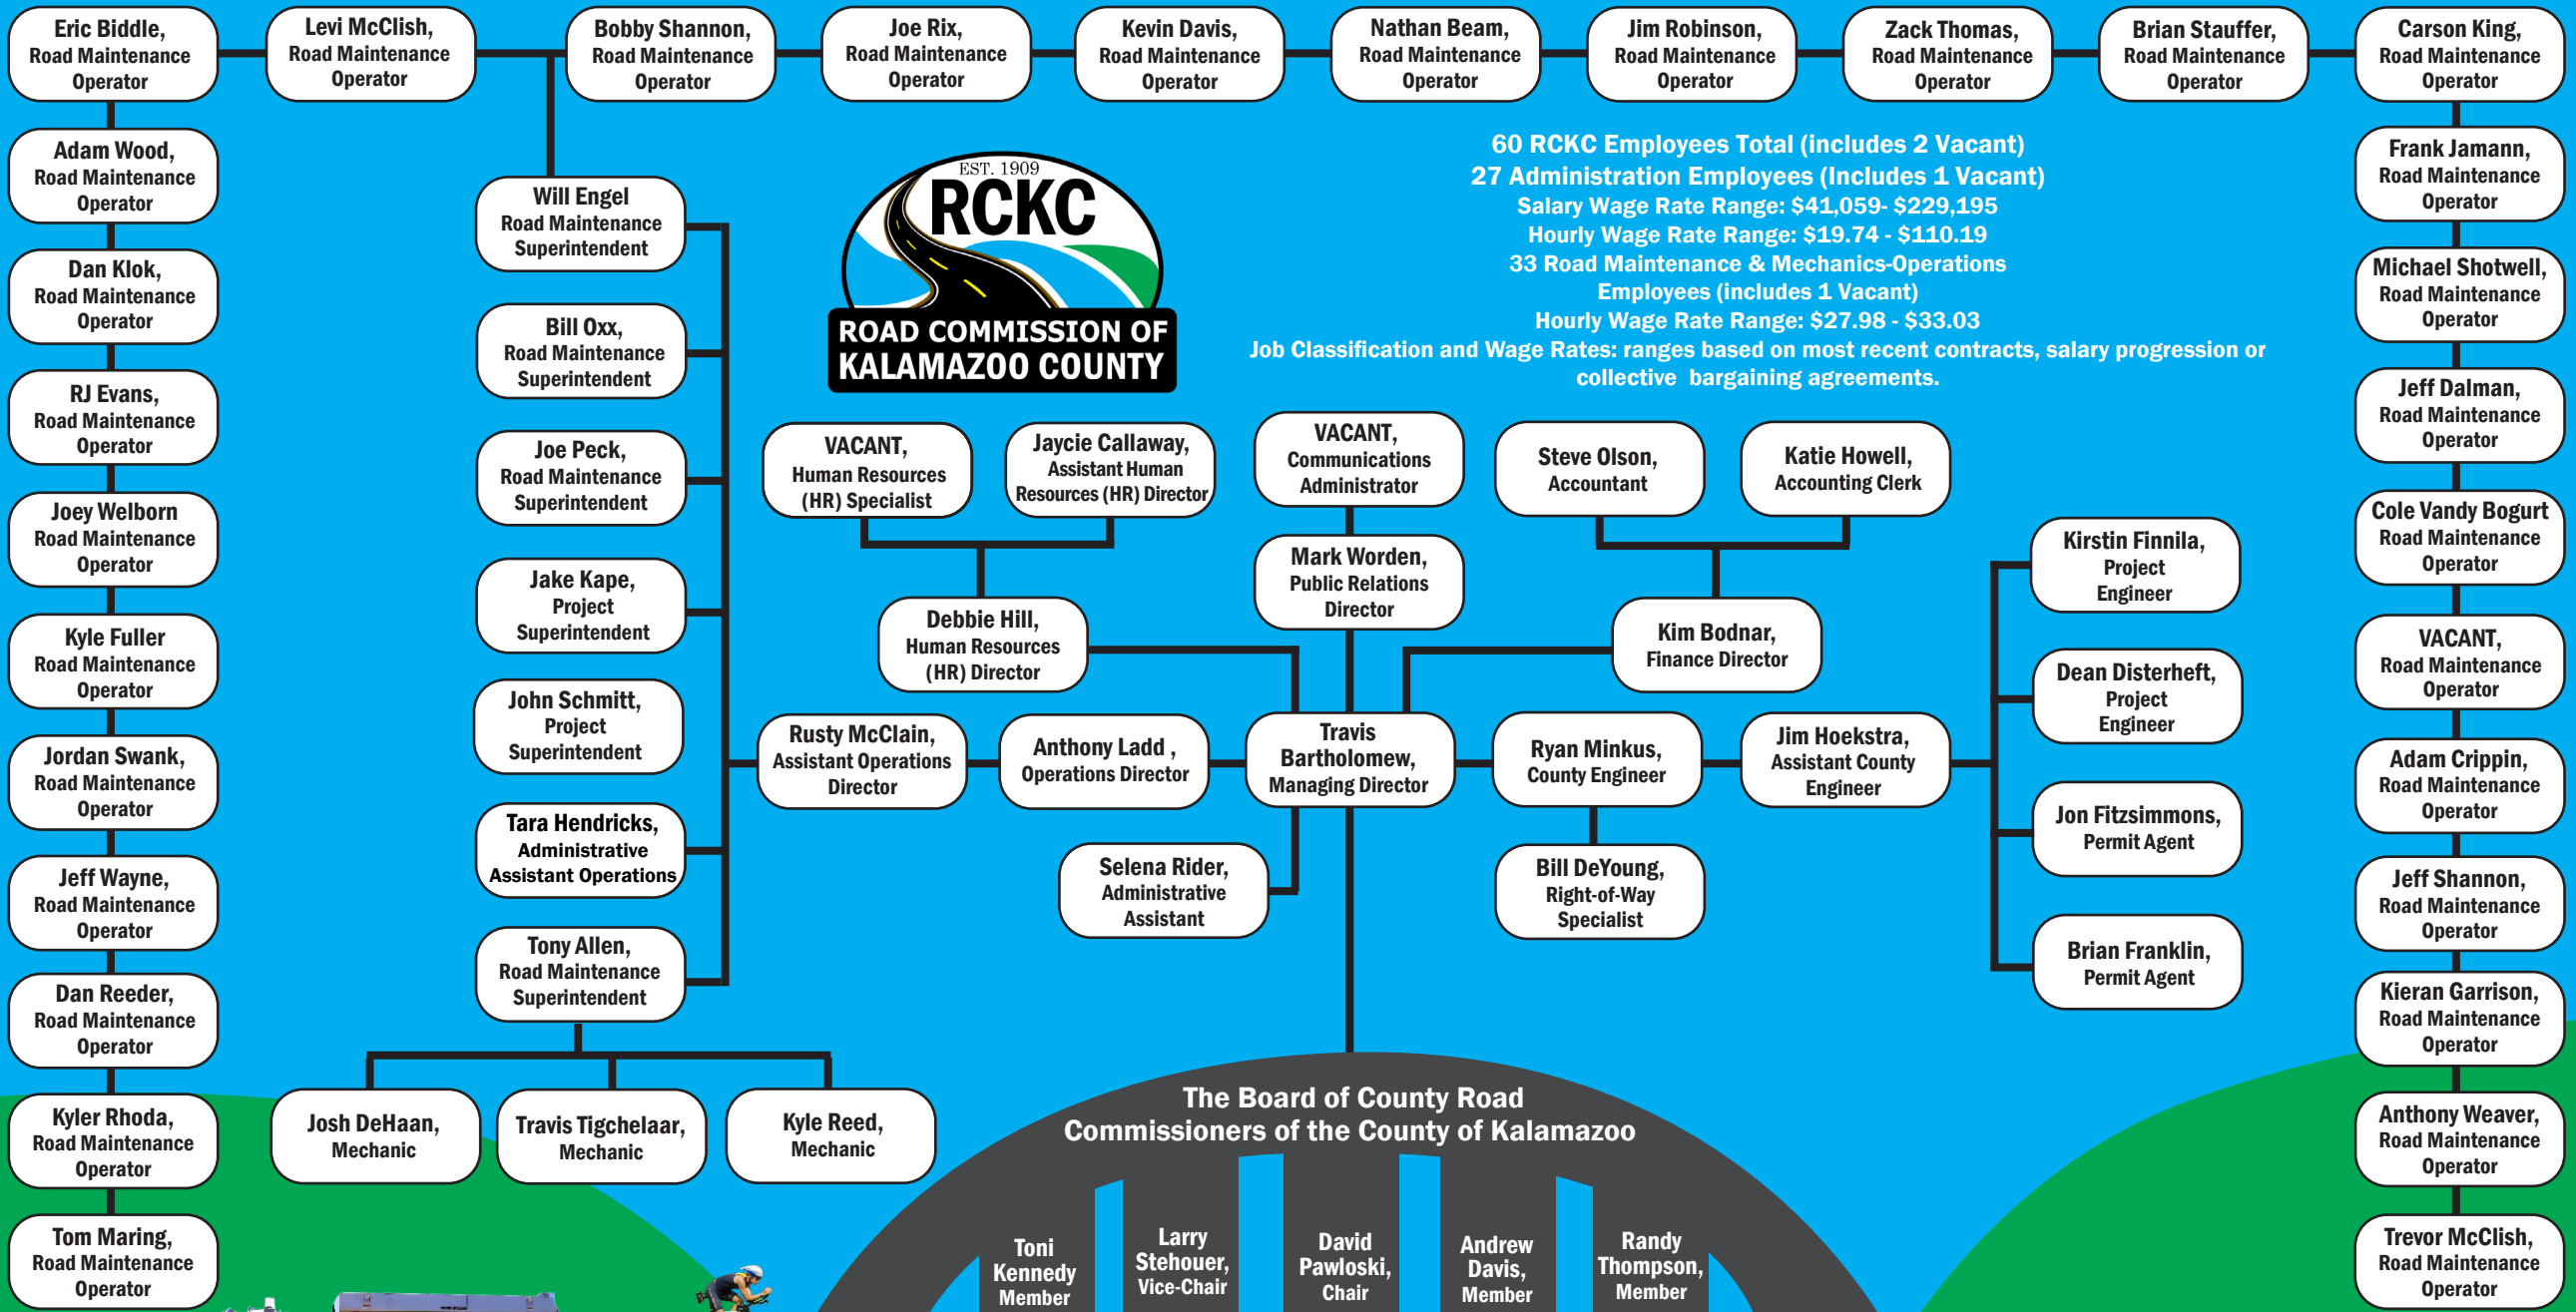 Eric Biddle,
Road Maintenance
Operator
Levi McClish,
Road Maintenance
Operator
Bobby Shannon,
Road Maintenance
Operator
Joe Rix,
Road Maintenance
Operator
Kevin Davis,
Road Maintenance
Operator
Nathan Beam,
Road Maintenance
Operator
Jim Robinson,
Road Maintenance
Operator
Zack Thomas,
Road Maintenance
Operator
Brian Stauffer,
Road Maintenance
Operator
Carson King,
Road Maintenance
Operator
Adam Wood,
Road Maintenance
Operator
Dan Klok,
Road Maintenance
Operator
RJ Evans,
Road Maintenance
Operator
Joey Welborn
Road Maintenance
Operator
Kyle Fuller
Road Maintenance
Operator
Jordan Swank,
Road Maintenance
Operator
Jeff Wayne,
Road Maintenance
Operator
Dan Reeder,
Road Maintenance
Operator
Kyler Rhoda,
Road Maintenance
Operator
Tom Maring,
Road Maintenance
Operator
Will Engel
Road Maintenance
Superintendent
Bill Oxx,
Road Maintenance
Superintendent
Joe Peck,
Road Maintenance
Superintendent
Jake Kape,
Project
Superintendent
John Schmitt,
Project
Superintendent
Tara Hendricks,
Administrative
Assistant Operations
Tony Allen,
Road Maintenance
Superintendent
Josh DeHaan,
Mechanic
Travis Tigchelaar,
Mechanic
Kyle Reed,
Mechanic
EST. 1909
RCKC
ROAD COMMISSION OF
KALAMAZOO COUNTY
60 RCKC Employees Total (includes 2 Vacant)
27 Administration Employees (Includes 1 Vacant)
Salary Wage Rate Range: $41,059- $229,195
Hourly Wage Rate Range: $19.74 - $110.19
33 Road Maintenance & Mechanics-Operations
Employees (includes 1 Vacant)
Hourly Wage Rate Range: $27.98 - $33.03
Job Classification and Wage Rates: ranges based on most recent contracts, salary progression or
collective bargaining agreements.
VACANT,
Human Resources
(HR) Specialist
Jaycie Callaway,
Assistant Human
Resources (HR) Director
VACANT,
Communications
Administrator
Steve Olson,
Accountant
Katie Howell,
Accounting Clerk
Debbie Hill,
Human Resources
(HR) Director
Mark Worden,
Public Relations
Director
Kim Bodnar,
Finance Director
Rusty McClain,
Assistant Operations
Director
Anthony Ladd ,
Operations Director
Travis
Bartholomew,
Managing Director
Ryan Minkus,
County Engineer
Jim Hoekstra,
Assistant County
Engineer
Selena Rider,
Administrative
Assistant
Bill DeYoung,
Right-of-Way
Specialist
Kirstin Finnila,
Project
Engineer
Dean Disterheft,
Project
Engineer
Jon Fitzsimmons,
Permit Agent
Brian Franklin,
Permit Agent
Frank Jamann,
Road Maintenance
Operator
Michael Shotwell,
Road Maintenance
Operator
Jeff Dalman,
Road Maintenance
Operator
Cole Vandy Bogurt
Road Maintenance
Operator
VACANT,
Road Maintenance
Operator
Adam Crippin,
Road Maintenance
Operator
Jeff Shannon,
Road Maintenance
Operator
Kieran Garrison,
Road Maintenance
Operator
Anthony Weaver,
Road Maintenance
Operator
Trevor McClish,
Road Maintenance
Operator
The Board of County Road
Commissioners of the County of Kalamazoo
Toni
Kennedy
Member
Larry
Stehouer,
Vice-Chair
David
Pawloski,
Chair
Andrew
Davis,
Member
Randy
Thompson,
Member